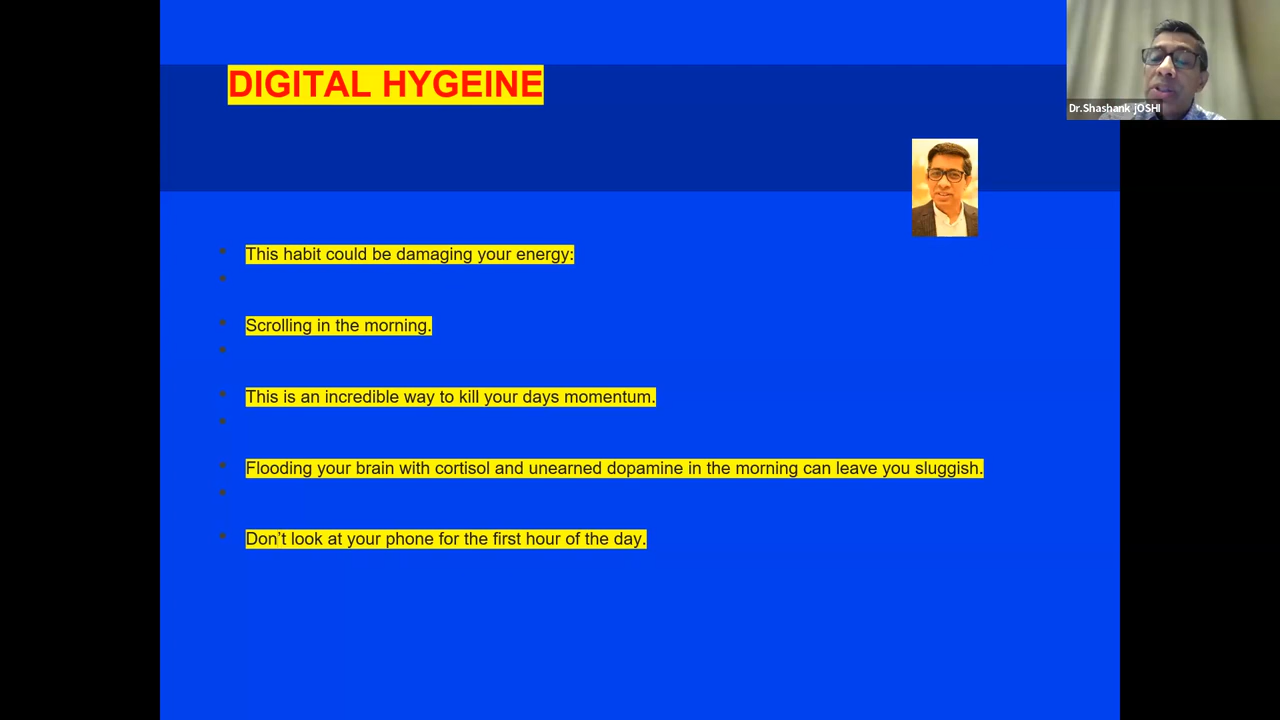 DIGITAL HYGEINE
Dr.Shashank jOSHI
This habit could be damaging your energy:
Scrolling in the morning.
This is an incredible way to kill your days momentum.
Flooding your brain with cortisol and unearned dopamine in the morning can leave you sluggish.
Don’t look at your phone for the first hour of the day.